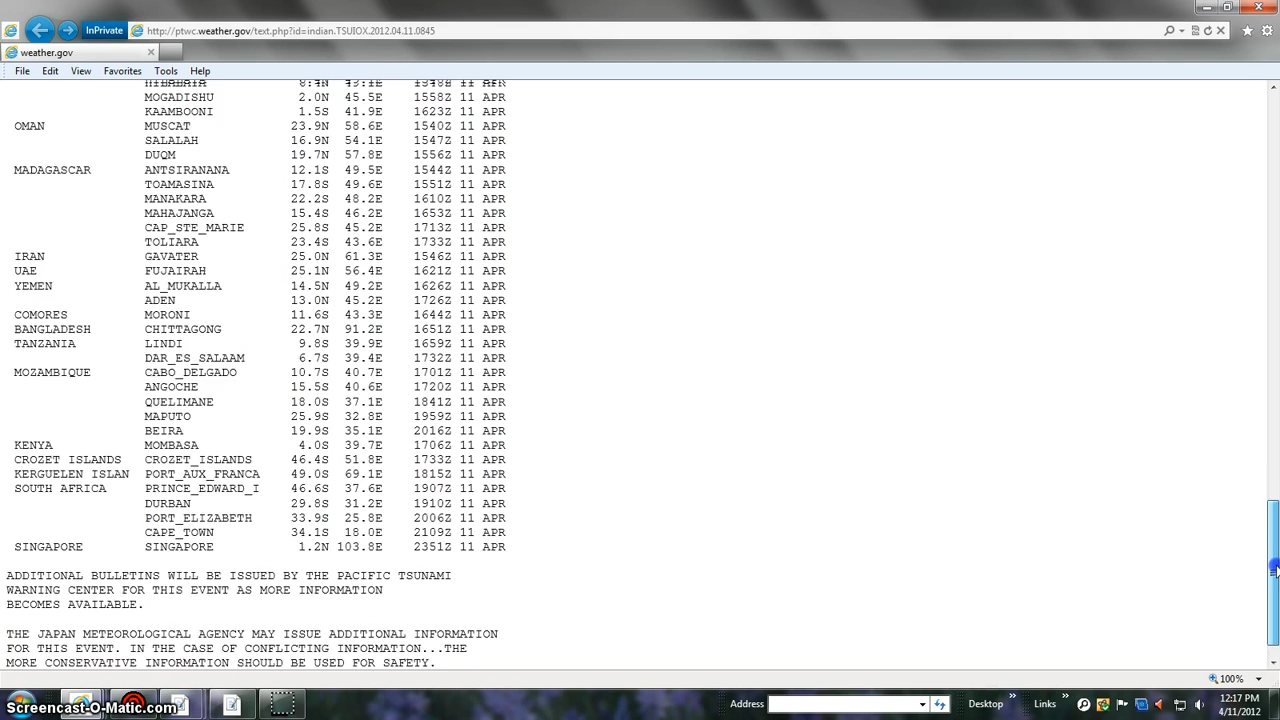 InPrivate http://ptwc.weather.gov/text.php?id=indian.TSUIOX.2012.04.11.0845
weather.gov
File Edit View Favorites Tools Help
MOGADISHU 2.0N 45.5E 1558Z 11 APR
KAAMBOONI 1.5S 41.9E 1623Z 11 APR
OMAN MUSCAT 23.9N 58.6E 1540Z 11 APR
SALALAH 16.9N 54.1E 1547Z 11 APR
DUQM 19.7N 57.8E 1556Z 11 APR
MADAGASCAR ANTSIRANANA 12.1S 49.5E 1544Z 11 APR
TOAMASINA 17.8S 49.6E 1551Z 11 APR
MANAKARA 22.2S 48.2E 1610Z 11 APR
MAHAJANGA 15.4S 46.2E 1653Z 11 APR
CAP_STE_MARIE 25.8S 45.2E 1713Z 11 APR
TOLIARA 23.4S 43.6E 1733Z 11 APR
IRAN GAVATER 25.0N 61.3E 1546Z 11 APR
UAE FUJAIRAH 25.1N 56.4E 1621Z 11 APR
YEMEN AL_MUKALLA 14.5N 49.2E 1626Z 11 APR
ADEN 13.0N 45.2E 1726Z 11 APR
COMORES MORONI 11.6S 43.3E 1644Z 11 APR
BANGLADESH CHITTAGONG 22.7N 91.2E 1651Z 11 APR
TANZANIA LINDI 9.8S 39.9E 1659Z 11 APR
DAR_ES_SALAAM 6.7S 39.4E 1732Z 11 APR
MOZAMBIQUE CABO_DELGADO 10.7S 40.7E 1701Z 11 APR
ANGOCHE 15.5S 40.6E 1720Z 11 APR
QUELIMANE 18.0S 37.1E 1841Z 11 APR
MAPUTO 25.9S 32.8E 1959Z 11 APR
BEIRA 19.9S 35.1E 2016Z 11 APR
KENYA MOMBASA 4.0S 39.7E 1706Z 11 APR
CROZET ISLANDS CROZET_ISLANDS 46.4S 51.8E 1733Z 11 APR
KERGUELEN ISLAN PORT_AUX_FRANCA 49.0S 69.1E 1815Z 11 APR
SOUTH AFRICA PRINCE_EDWARD_I 46.6S 37.6E 1907Z 11 APR
DURBAN 29.8S 31.2E 1910Z 11 APR
PORT_ELIZABETH 33.9S 25.8E 2006Z 11 APR
CAPE_TOWN 34.1S 18.0E 2109Z 11 APR
SINGAPORE SINGAPORE 1.2N 103.8E 2351Z 11 APR
ADDITIONAL BULLETINS WILL BE ISSUED BY THE PACIFIC TSUNAMI
WARNING CENTER FOR THIS EVENT AS MORE INFORMATION
BECOMES AVAILABLE.
THE JAPAN METEOROLOGICAL AGENCY MAY ISSUE ADDITIONAL INFORMATION
FOR THIS EVENT. IN THE CASE OF CONFLICTING INFORMATION...THE
MORE CONSERVATIVE INFORMATION SHOULD BE USED FOR SAFETY.
100%
Screencast-O-Matic.com Address Desktop Links 12:17 PM
4/11/2012